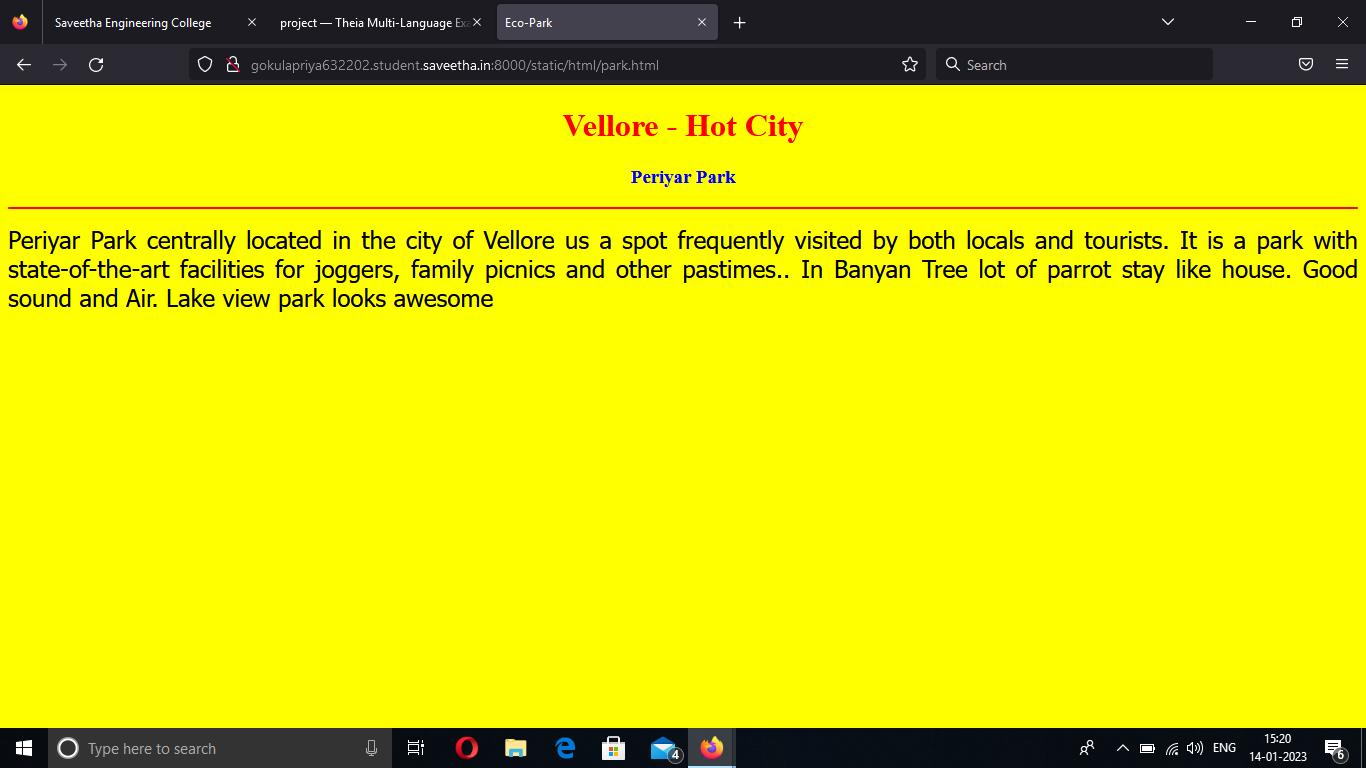 Saveetha Engineering College
project — Theia Multi-Language Exa
Eco-Park
gokulapriya632202.student.saveetha.in:8000/static/html/park.html
Search
Vellore - Hot City
Periyar Park
Periyar Park centrally located in the city of Vellore us a spot frequently visited by both locals and tourists. It is a park with
state-of-the-art facilities for joggers, family picnics and other pastimes.. In Banyan Tree lot of parrot stay like house. Good
sound and Air. Lake view park looks awesome
Type here to search
4
ENG
15:20
14-01-2023
6